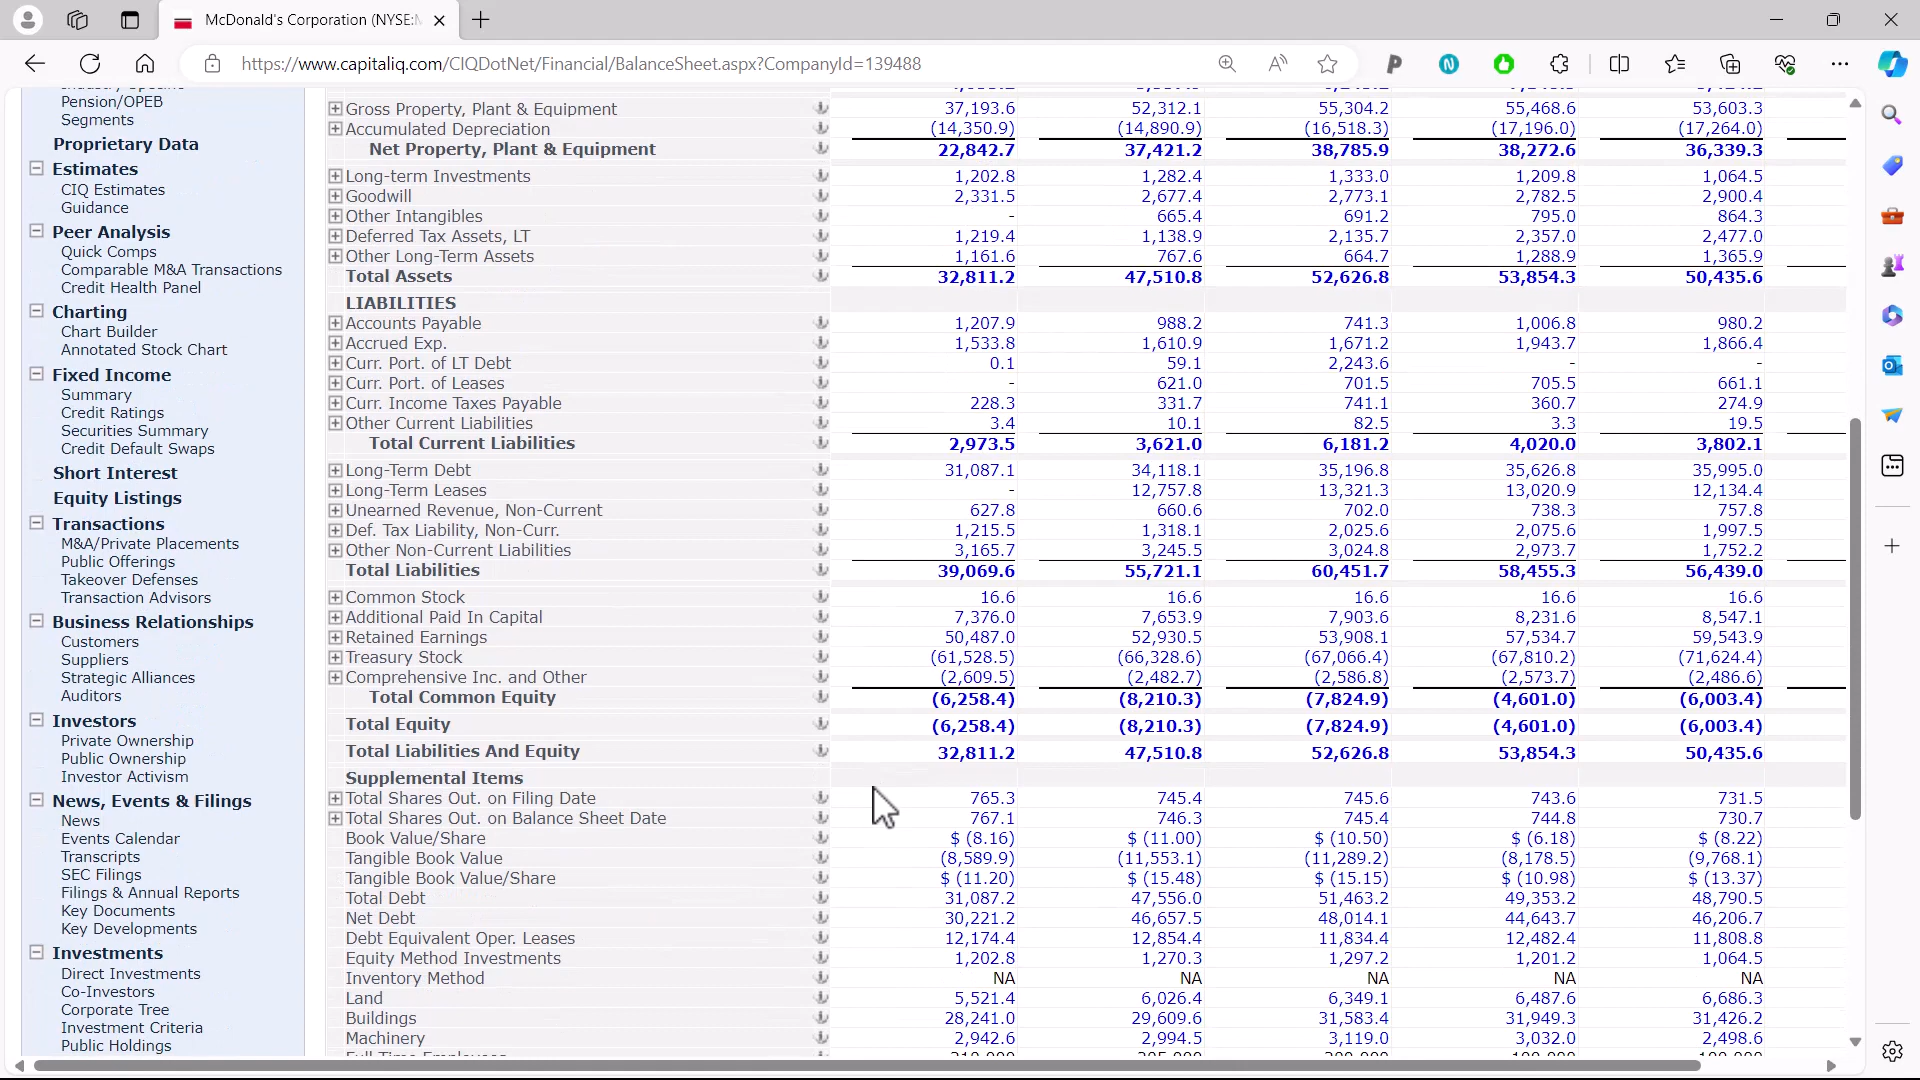 McDonald's Corporation (NYSE:M
https://www.capitaliq.com/CIQDotNet/Financial/BalanceSheet.aspx?CompanyId=139488
Pension/OPEB
Segments
Proprietary Data
Estimates
CIQ Estimates
Guidance
Peer Analysis
Quick Comps
Comparable M&A Transactions
Credit Health Panel
Charting
Chart Builder
Annotated Stock Chart
Fixed Income
Summary
Credit Ratings
Securities Summary
Credit Default Swaps
Short Interest
Equity Listings
Transactions
M&A/Private Placements
Public Offerings
Takeover Defenses
Transaction Advisors
Business Relationships
Customers
Suppliers
Strategic Alliances
Auditors
Investors
Private Ownership
Public Ownership
Investor Activism
News, Events & Filings
News
Events Calendar
Transcripts
SEC Filings
Filings & Annual Reports
Key Documents
Key Developments
Investments
Direct Investments
Co-Investors
Corporate Tree
Investment Criteria
Public Holdings
Gross Property, Plant & Equipment 37,193.6 52,312.1 55,304.2 55,468.6 53,603.3
Accumulated Depreciation (14,350.9) (14,890.9) (16,518.3) (17,196.0) (17,264.0)
Net Property, Plant & Equipment 22,842.7 37,421.2 38,785.9 38,272.6 36,339.3
Long-term Investments 1,202.8 1,282.4 1,333.0 1,209.8 1,064.5
Goodwill 2,331.5 2,677.4 2,773.1 2,782.5 2,900.4
Other Intangibles - 665.4 691.2 795.0 864.3
Deferred Tax Assets, LT 1,219.4 1,138.9 2,135.7 2,357.0 2,477.0
Other Long-Term Assets 1,161.6 767.6 664.7 1,288.9 1,365.9
Total Assets 32,811.2 47,510.8 52,626.8 53,854.3 50,435.6
LIABILITIES
Accounts Payable 1,207.9 988.2 741.3 1,006.8 980.2
Accrued Exp. 1,533.8 1,610.9 1,671.2 1,943.7 1,866.4
Curr. Port. of LT Debt 0.1 59.1 2,243.6 - -
Curr. Port. of Leases - 621.0 701.5 705.5 661.1
Curr. Income Taxes Payable 228.3 331.7 741.1 360.7 274.9
Other Current Liabilities 3.4 10.1 82.5 3.3 19.5
Total Current Liabilities 2,973.5 3,621.0 6,181.2 4,020.0 3,802.1
Long-Term Debt 31,087.1 34,118.1 35,196.8 35,626.8 35,995.0
Long-Term Leases - 12,757.8 13,321.3 13,020.9 12,134.4
Unearned Revenue, Non-Current 627.8 660.6 702.0 738.3 757.8
Def. Tax Liability, Non-Curr. 1,215.5 1,318.1 2,025.6 2,075.6 1,997.5
Other Non-Current Liabilities 3,165.7 3,245.5 3,024.8 2,973.7 1,752.2
Total Liabilities 39,069.6 55,721.1 60,451.7 58,455.3 56,439.0
Common Stock 16.6 16.6 16.6 16.6 16.6
Additional Paid In Capital 7,376.0 7,653.9 7,903.6 8,231.6 8,547.1
Retained Earnings 50,487.0 52,930.5 53,908.1 57,534.7 59,543.9
Treasury Stock (61,528.5) (66,328.6) (67,066.4) (67,810.2) (71,624.4)
Comprehensive Inc. and Other (2,609.5) (2,482.7) (2,586.8) (2,573.7) (2,486.6)
Total Common Equity (6,258.4) (8,210.3) (7,824.9) (4,601.0) (6,003.4)
Total Equity (6,258.4) (8,210.3) (7,824.9) (4,601.0) (6,003.4)
Total Liabilities And Equity 32,811.2 47,510.8 52,626.8 53,854.3 50,435.6
Supplemental Items
Total Shares Out. on Filing Date 765.3 745.4 745.6 743.6 731.5
Total Shares Out. on Balance Sheet Date 767.1 746.3 745.4 744.8 730.7
Book Value/Share $ (8.16) $ (11.00) $ (10.50) $ (6.18) $ (8.22)
Tangible Book Value (8,589.9) (11,553.1) (11,289.2) (8,178.5) (9,768.1)
Tangible Book Value/Share $ (11.20) $ (15.48) $ (15.15) $ (10.98) $ (13.37)
Total Debt 31,087.2 47,556.0 51,463.2 49,353.2 48,790.5
Net Debt 30,221.2 46,657.5 48,014.1 44,643.7 46,206.7
Debt Equivalent Oper. Leases 12,174.4 12,854.4 11,834.4 12,482.4 11,808.8
Equity Method Investments 1,202.8 1,270.3 1,297.2 1,201.2 1,064.5
Inventory Method NA NA NA NA NA
Land 5,521.4 6,026.4 6,349.1 6,487.6 6,686.3
Buildings 28,241.0 29,609.6 31,583.4 31,949.3 31,426.2
Machinery 2,942.6 2,994.5 3,119.0 3,032.0 2,498.6